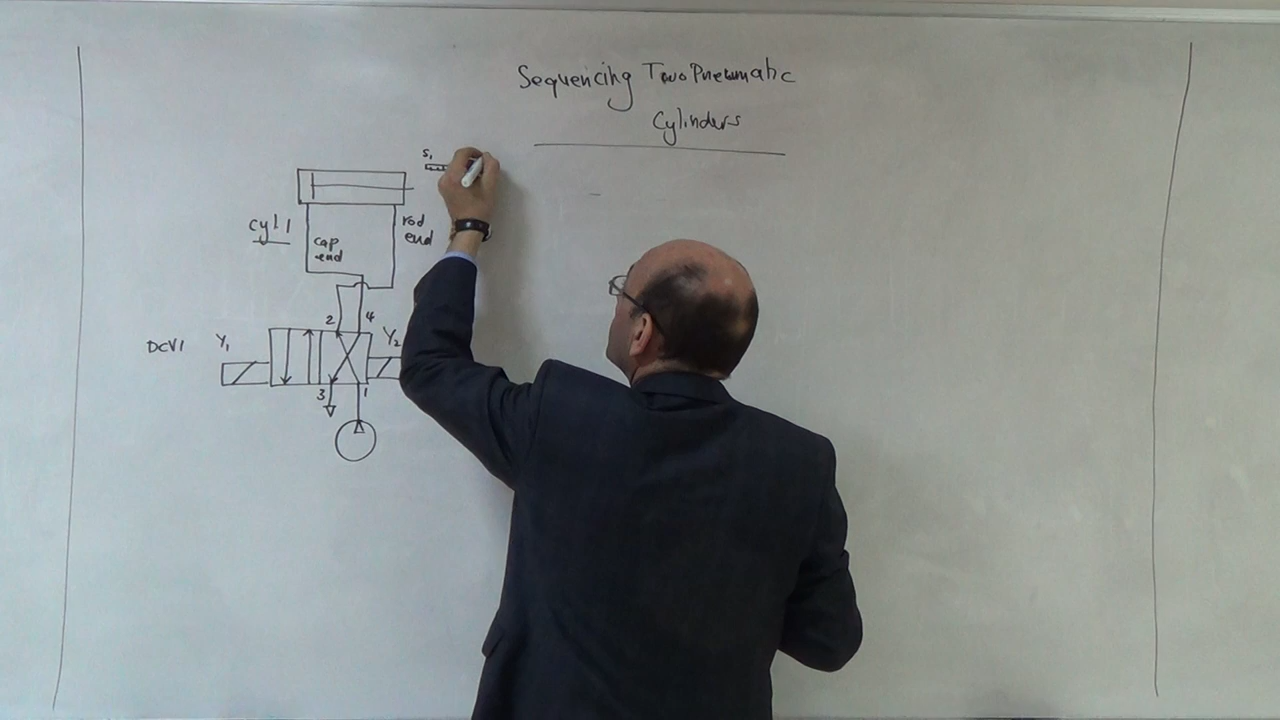 Sequencing Two Pneumatic
Cylinders
S1
Cyl 1
cap
end
rod
end
2 4
DCV1 Y1 Y2
3 1